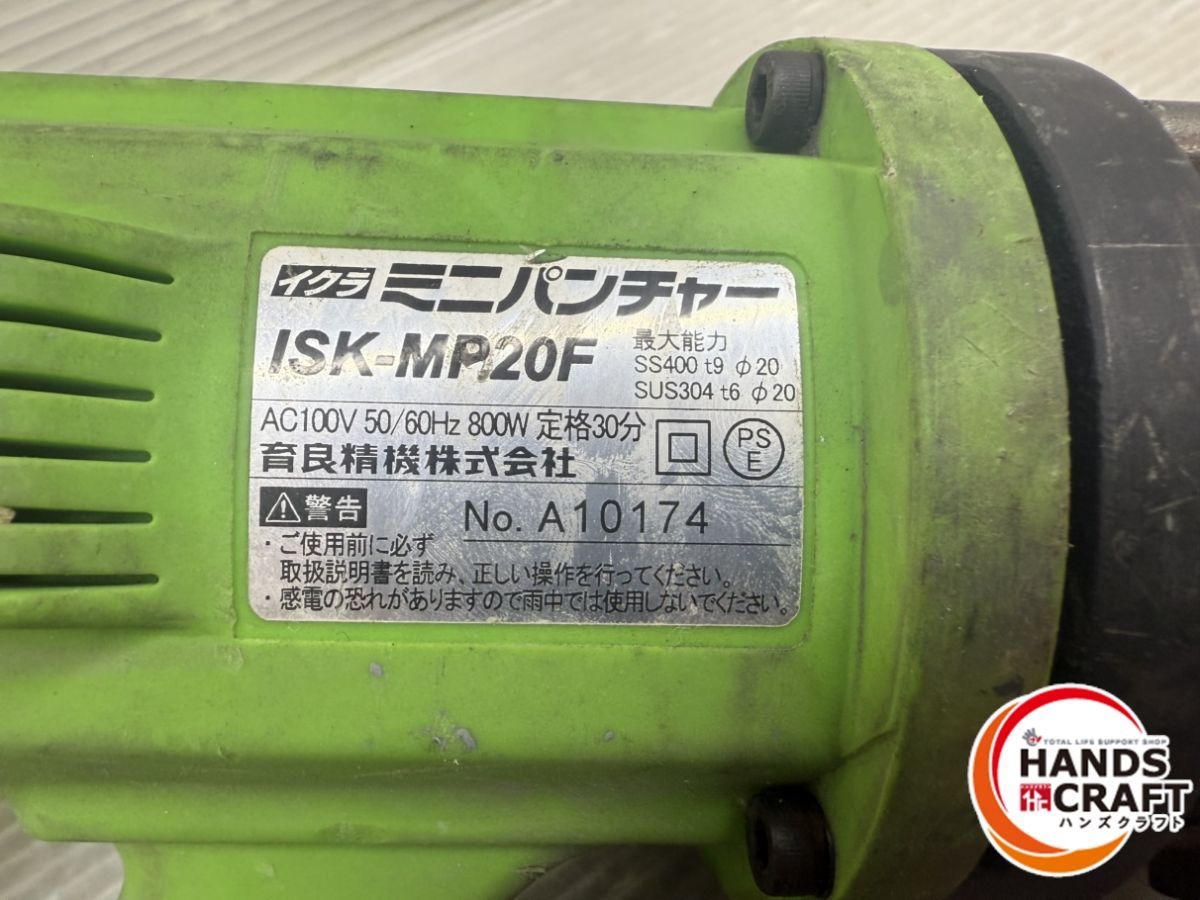 イクラ ミニパンチャー
ISK-MP20F
最大能力
SS400 t9 φ20
SUS304 t6 φ20
AC100V 50/60Hz 800W 定格30分
育良精機株式会社
PS
E
⚠警告
No. A10174
・ご使用前に必ず
取扱説明書を読み、正しい操作を行ってください。
・感電の恐れがありますので雨中では使用しないでください。
TOTAL LIFE SUPPORT SHOP
HANDS
CRAFT
ハンズクラフト